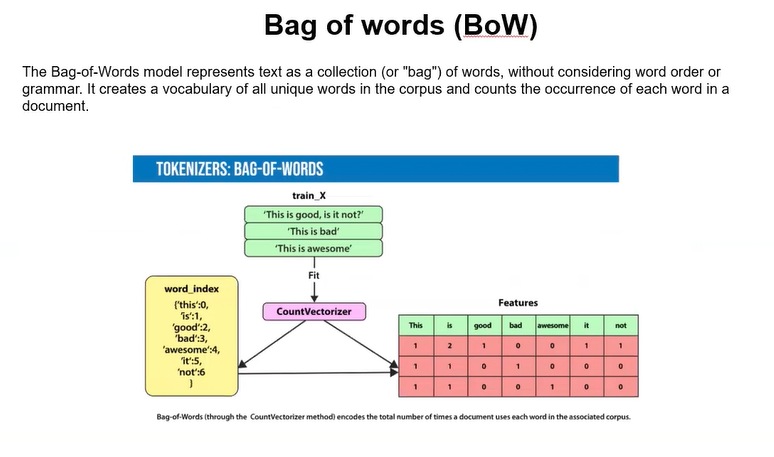 Bag of words (BoW)
The Bag-of-Words model represents text as a collection (or "bag") of words, without considering word order or
grammar. It creates a vocabulary of all unique words in the corpus and counts the occurrence of each word in a
document.
TOKENIZERS: BAG-OF-WORDS
train_X
'This is good, is it not?'
'This is bad'
'This is awesome'
Fit
CountVectorizer
word_index
{'this':0,
'is':1,
'good':2,
'bad':3,
'awesome':4,
'it':5,
'not':6
}
Features
This is good bad awesome it not
1 2 1 0 0 1 1
1 1 0 1 0 0 0
1 1 0 0 1 0 0
Bag-of-Words (through the CountVectorizer method) encodes the total number of times a document uses each word in the associated corpus.